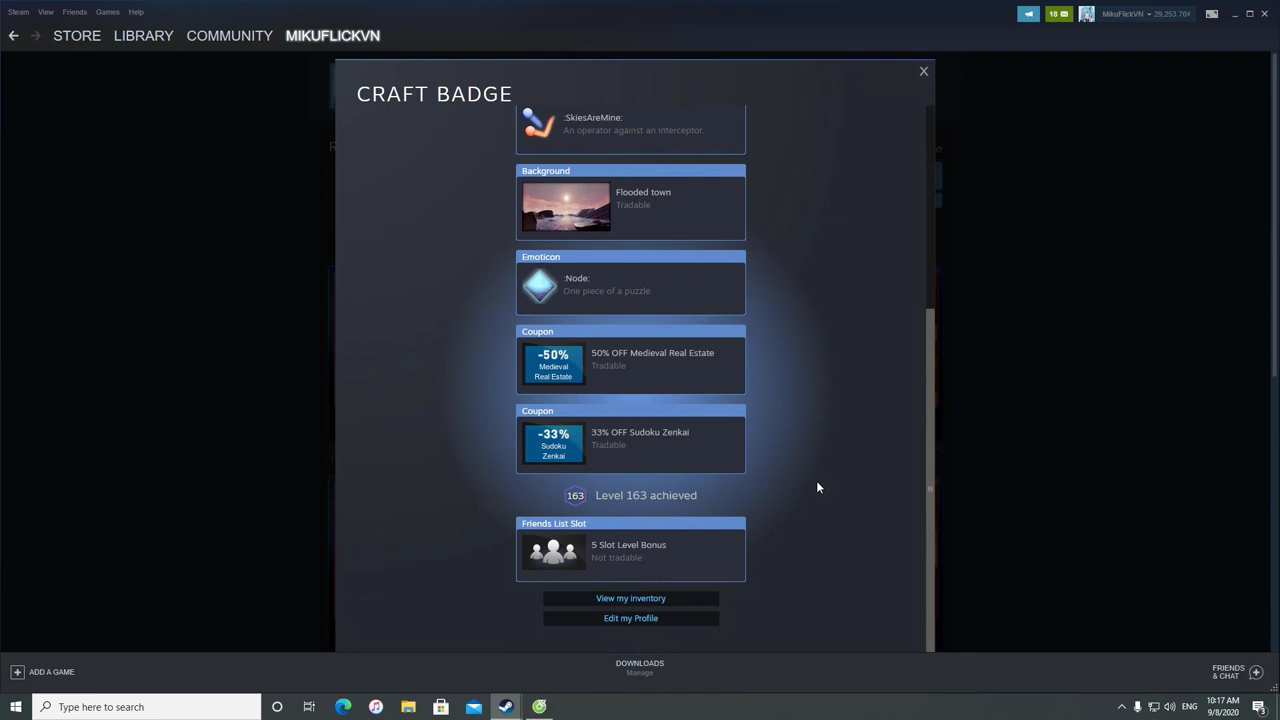 Steam View Friends Games Help
18 MikuFlickVN 29,253.70₫
STORE LIBRARY COMMUNITY MIKUFLICKVN
X
CRAFT BADGE
:SkiesAreMine:
An operator against an interceptor.
Background
Flooded town
Tradable
Emoticon
:Node:
One piece of a puzzle.
Coupon
-50%
Medieval
Real Estate
50% OFF Medieval Real Estate
Tradable
Coupon
-33%
Sudoku
Zenkai
33% OFF Sudoku Zenkai
Tradable
163 Level 163 achieved
Friends List Slot
5 Slot Level Bonus
Not tradable
View my inventory
Edit my Profile
ADD A GAME
DOWNLOADS
Manage
FRIENDS
& CHAT
Type here to search
ENG
10:17 AM
9/8/2020
3